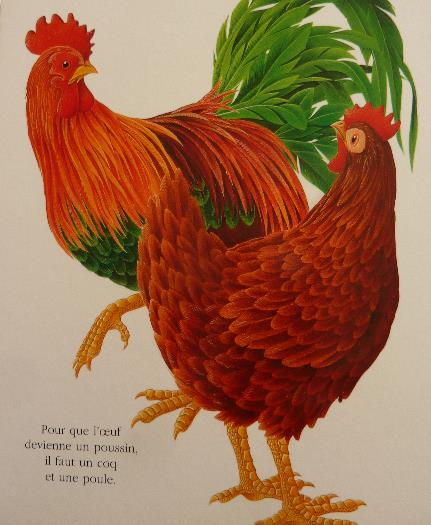 Pour que l'œuf
devienne un poussin,
il faut un coq
et une poule.